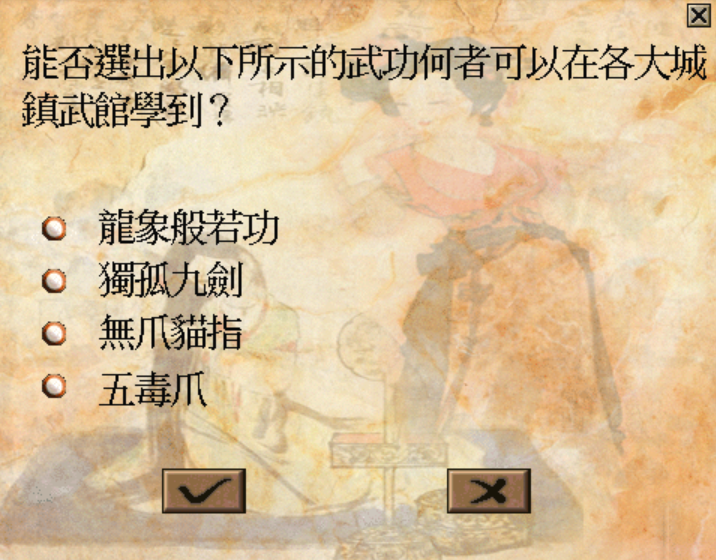 能否選出以下所示的武功何者可以在各大城
鎮武館學到？
龍象般若功
獨孤九劍
無爪貓指
五毒爪